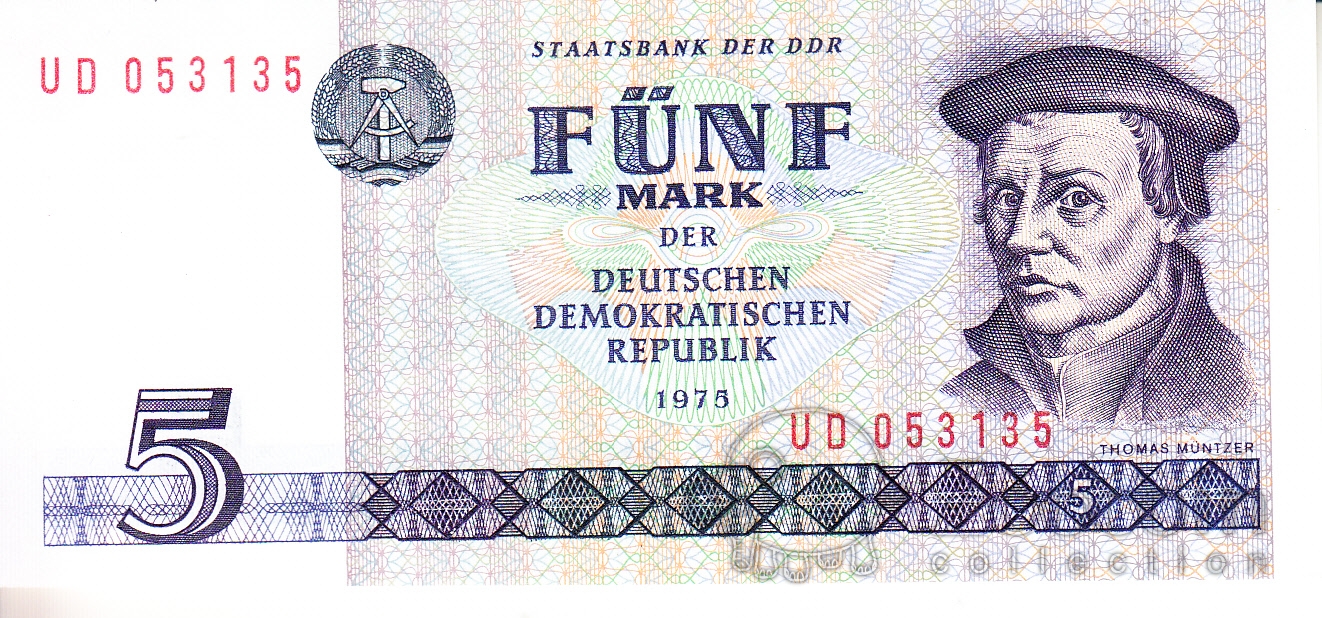 UD 053135
STAATSBANK DER DDR
FÜNF
MARK
DER
DEUTSCHEN
DEMOKRATISCHEN
REPUBLIK
1975
UD 053135
THOMAS MÜNTZER
5
5
collection